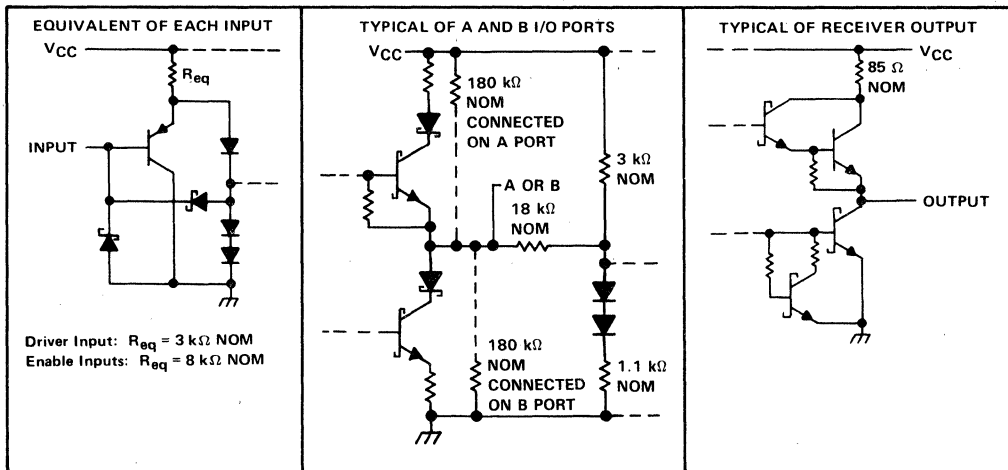 EQUIVALENT OF EACH INPUT
VCC
Req
INPUT
Driver Input: Req = 3 kΩ NOM
Enable Inputs: Req = 8 kΩ NOM
TYPICAL OF A AND B I/O PORTS
VCC
180 kΩ
NOM
CONNECTED
ON A PORT
3 kΩ
NOM
A OR B
18 kΩ
NOM
180 kΩ
NOM
CONNECTED
ON B PORT
1.1 kΩ
NOM
TYPICAL OF RECEIVER OUTPUT
VCC
85 Ω
NOM
OUTPUT